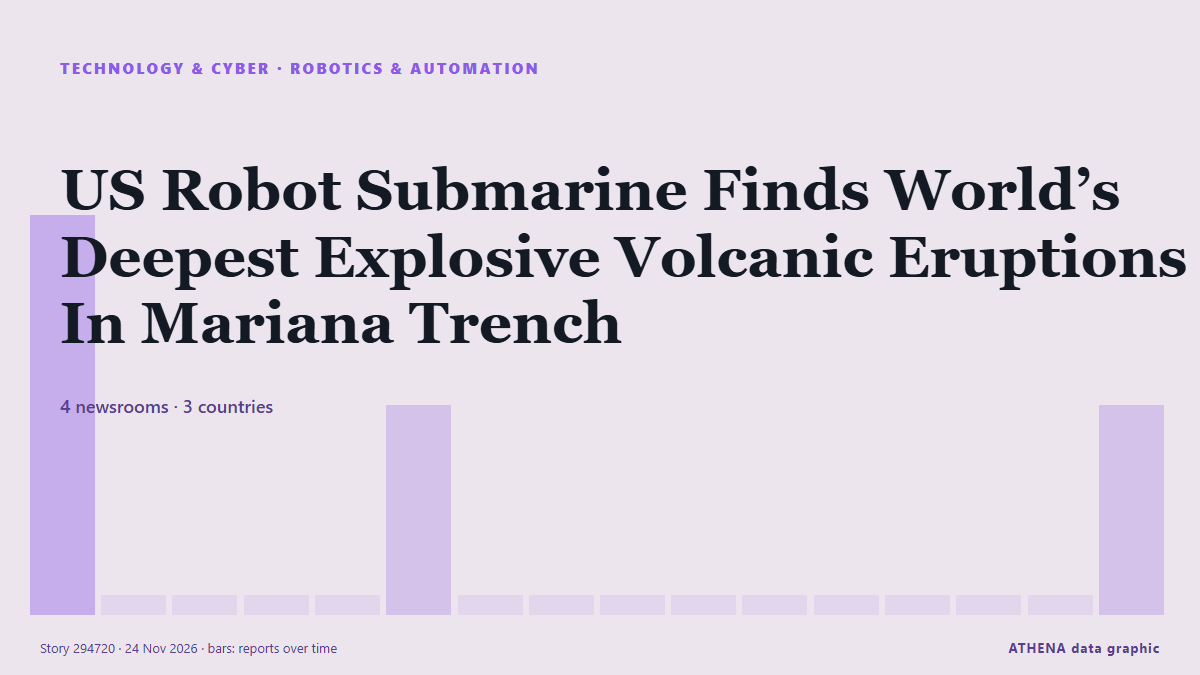 TECHNOLOGY & CYBER · ROBOTICS & AUTOMATION
US Robot Submarine Finds World’s
Deepest Explosive Volcanic Eruptions
In Mariana Trench
4 newsrooms · 3 countries
Story 294720 · 24 Nov 2026 · bars: reports over time
ATHENA data graphic